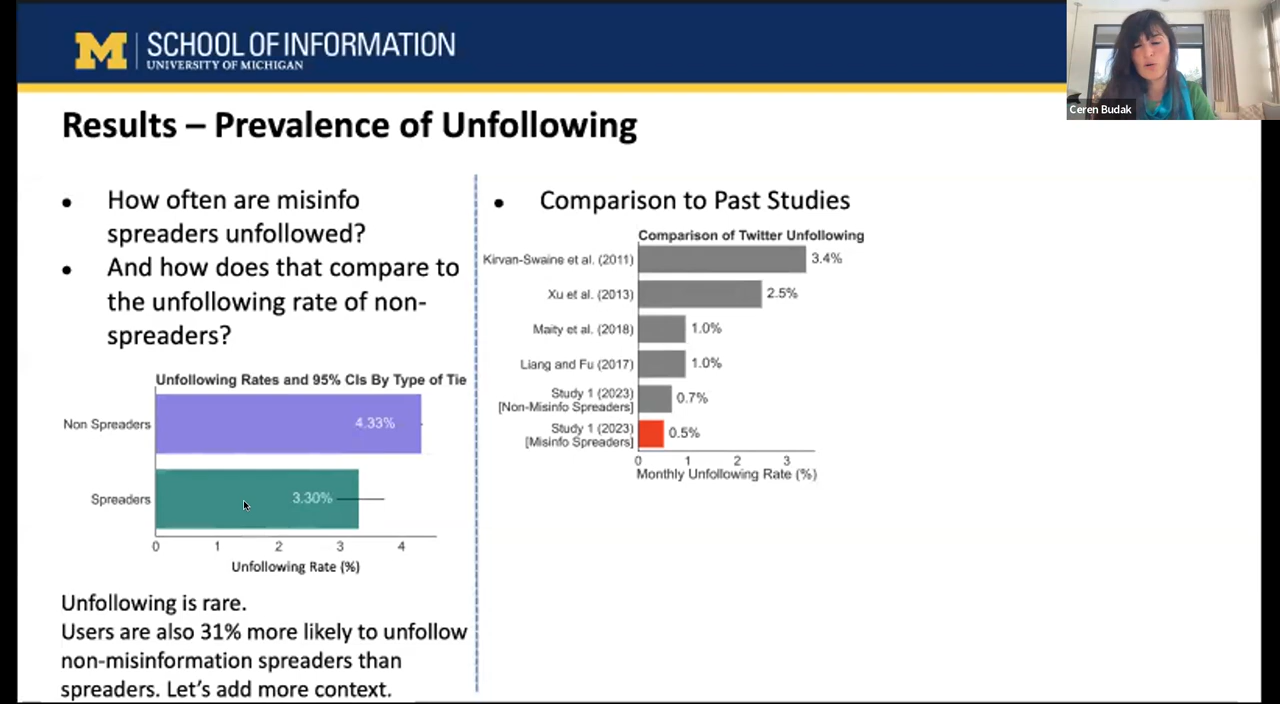 M
SCHOOL OF INFORMATION
UNIVERSITY OF MICHIGAN
Ceren Budak
Results – Prevalence of Unfollowing
• How often are misinfo
spreaders unfollowed?
• And how does that compare to
the unfollowing rate of non-
spreaders?
Unfollowing Rates and 95% CIs By Type of Tie
Non Spreaders
4.33%
Spreaders
3.30%
0 1 2 3 4
Unfollowing Rate (%)
Unfollowing is rare.
Users are also 31% more likely to unfollow
non-misinformation spreaders than
spreaders. Let's add more context.
• Comparison to Past Studies
Comparison of Twitter Unfollowing
Kirvan-Swaine et al. (2011) 3.4%
Xu et al. (2013) 2.5%
Maity et al. (2018) 1.0%
Liang and Fu (2017) 1.0%
Study 1 (2023)
[Non-Misinfo Spreaders] 0.7%
Study 1 (2023)
[Misinfo Spreaders] 0.5%
0 1 2 3
Monthly Unfollowing Rate (%)